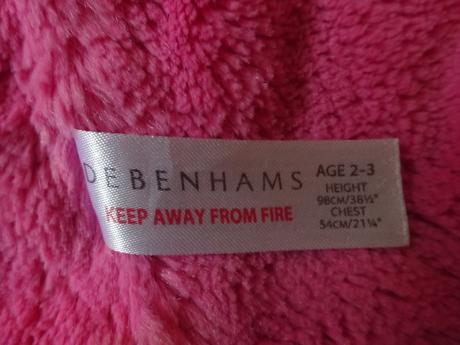 DEBENHAMS
KEEP AWAY FROM FIRE
AGE 2-3
HEIGHT
98CM/38½"
CHEST
54CM/21¼"